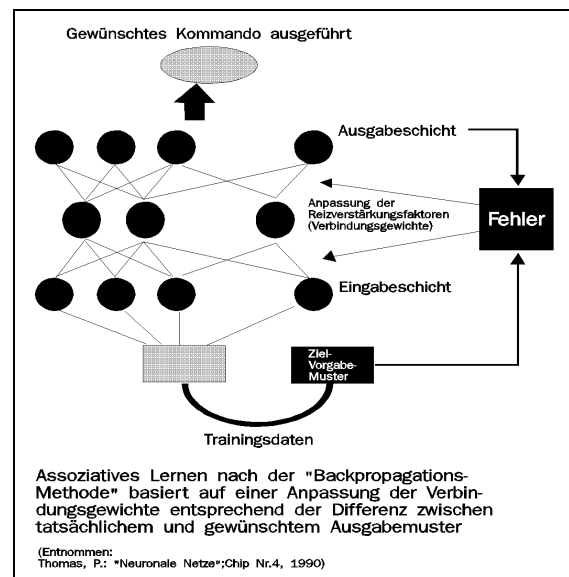 Gewünschtes Kommando ausgeführt
Ausgabeschicht
Anpassung der
Reizverstärkungsfaktoren
(Verbindungsgewichte)
Fehler
Eingabeschicht
Ziel-
Vorgabe-
Muster
Trainingsdaten
Assoziatives Lernen nach der "Backpropagations-
Methode" basiert auf einer Anpassung der Verbin-
dungsgewichte entsprechend der Differenz zwischen
tatsächlichem und gewünschtem Ausgabemuster
(Entnommen:
Thomas, P.: "Neuronale Netze";Chip Nr.4, 1990)